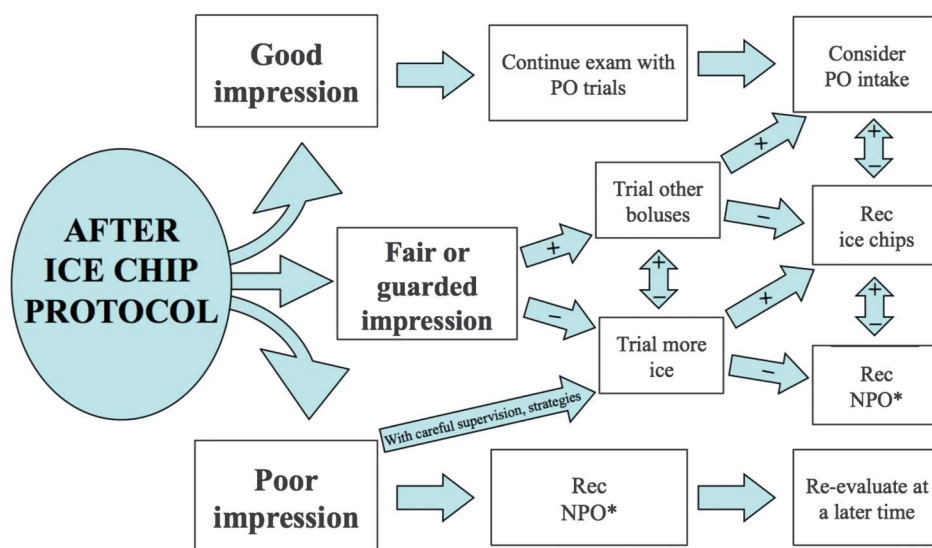 Good
impression
Continue exam with
PO trials
Consider
PO intake
+
−
AFTER
ICE CHIP
PROTOCOL
Fair or
guarded
impression
+
−
Trial other
boluses
+
−
+
−
Rec
ice chips
Trial more
ice
+
−
+
−
Rec
NPO*
With careful supervision, strategies
Poor
impression
Rec
NPO*
Re-evaluate at
a later time